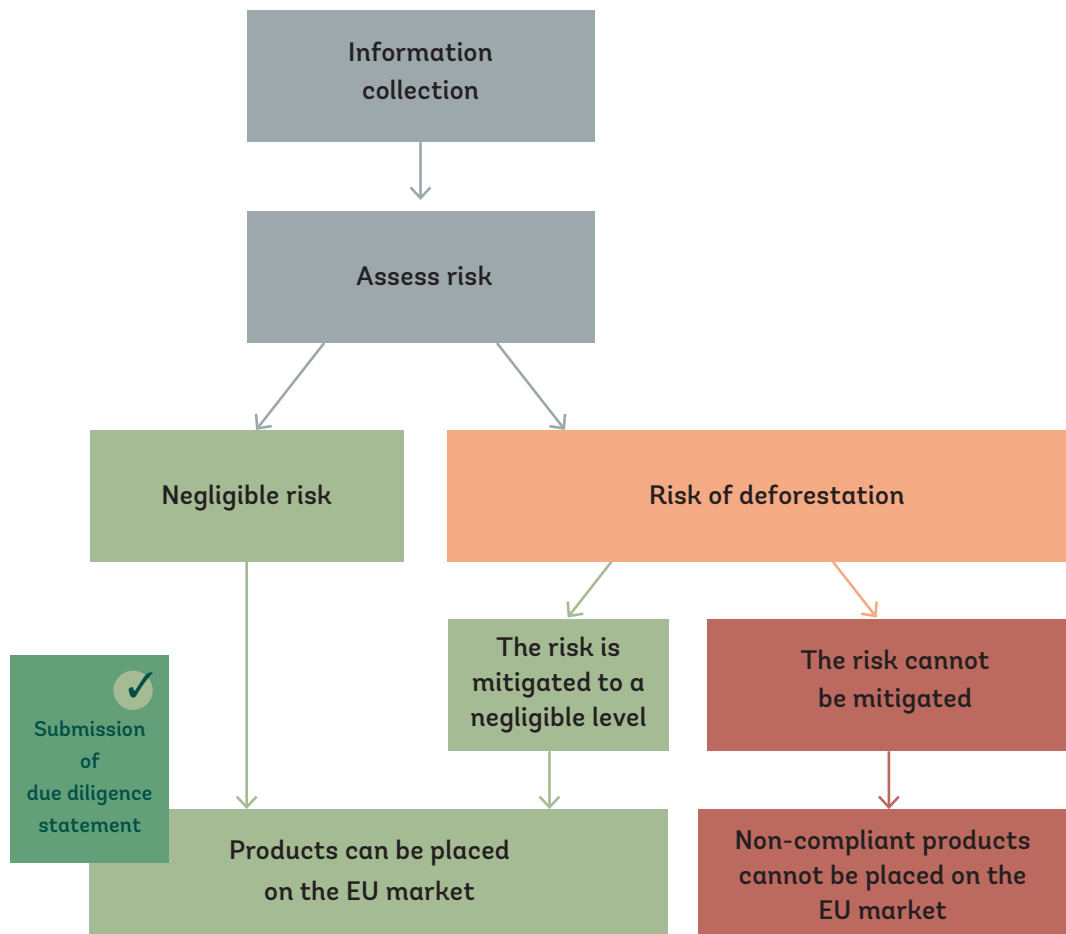 Information
collection
Assess risk
Negligible risk
Risk of deforestation
The risk is
mitigated to a
negligible level
The risk cannot
be mitigated
✓
Submission
of
due diligence
statement
Products can be placed
on the EU market
Non-compliant products
cannot be placed on the
EU market